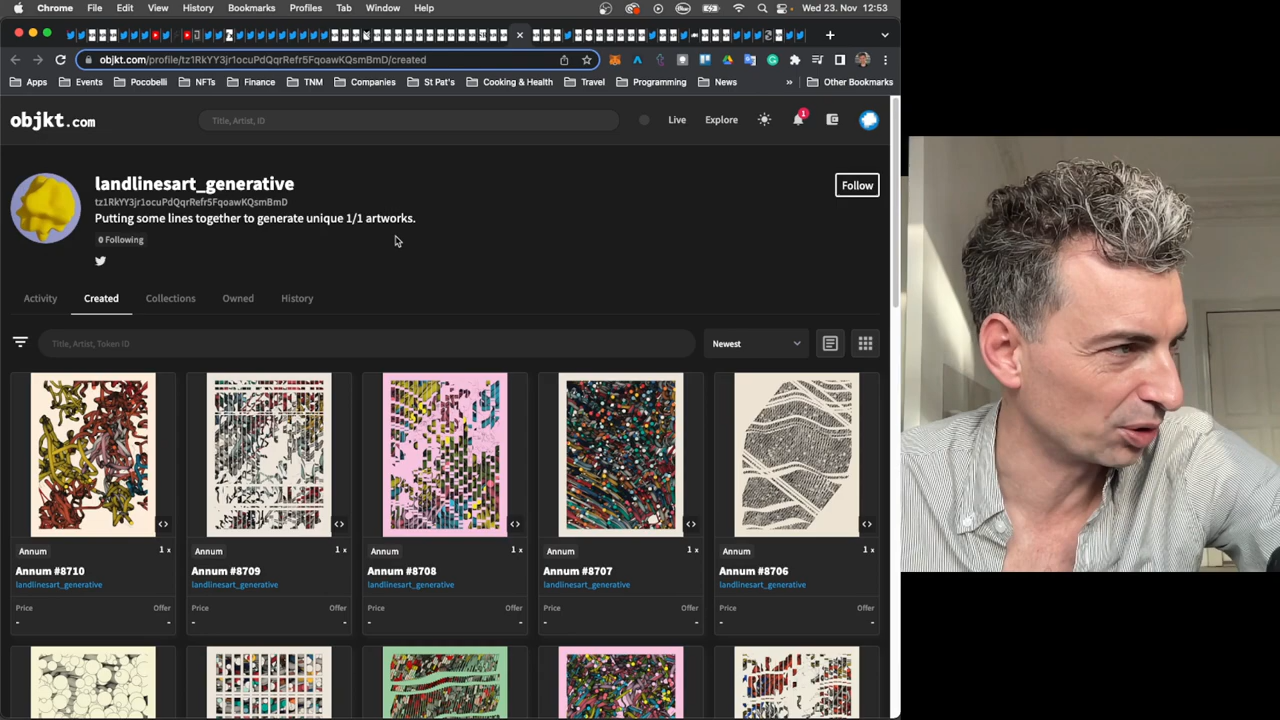 Chrome File Edit View History Bookmarks Profiles Tab Window Help Wed 23. Nov 12:53
objkt.com/profile/tz1RkYY3jr1ocuPdQqrRefr5FqoawKQsmBmD/created
Apps Events Pocobelli NFTs Finance TNM Companies St Pat's Cooking & Health Travel Programming News » Other Bookmarks
objkt.com Title, Artist, ID Live Explore 1
landlinesart_generative Follow
tz1RkYY3jr1ocuPdQqrRefr5FqoawKQsmBmD
Putting some lines together to generate unique 1/1 artworks.
0 Following
Activity Created Collections Owned History
Title, Artist, Token ID Newest
Annum 1 x Annum 1 x Annum 1 x Annum 1 x Annum 1 x
Annum #8710 Annum #8709 Annum #8708 Annum #8707 Annum #8706
landlinesart_generative landlinesart_generative landlinesart_generative landlinesart_generative landlinesart_generative
Price Offer Price Offer Price Offer Price Offer Price Offer
- - - - - - - - - -